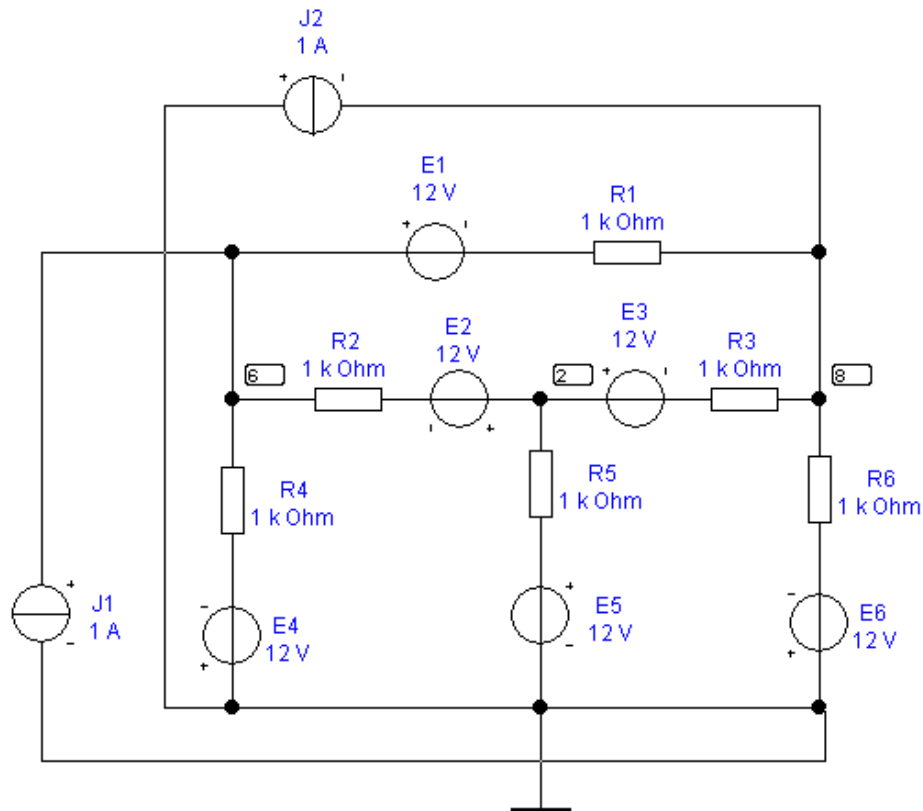 J2
1 A
E1
12 V
R1
1 k Ohm
E3
12 V
E2
12 V
R2
1 k Ohm
R3
1 k Ohm
6
2
8
R4
1 k Ohm
R5
1 k Ohm
R6
1 k Ohm
J1
1 A
E4
12 V
E5
12 V
E6
12 V